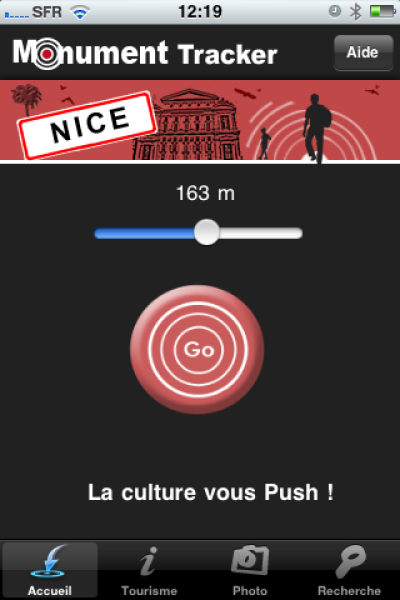 SFR 12:19
Monument Tracker Aide
NICE
163 m
Go
La culture vous Push !
Accueil Tourisme Photo Recherche